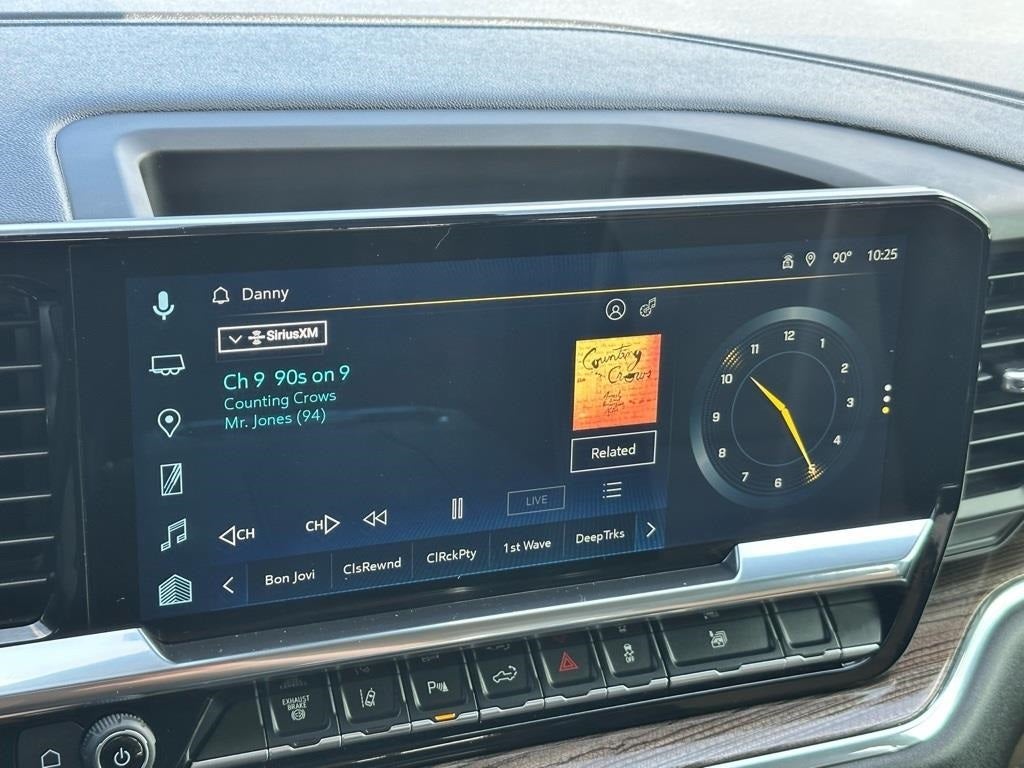 90° 10:25
Danny
SiriusXM
Ch 9 90s on 9
Counting Crows
Mr. Jones (94)
Counting
Crows
Related
12
1
2
3
4
6
7
8
9
10
11
CH
CH
LIVE
Bon Jovi ClsRewnd ClRckPty 1st Wave DeepTrks
EXHAUST
BRAKE
P